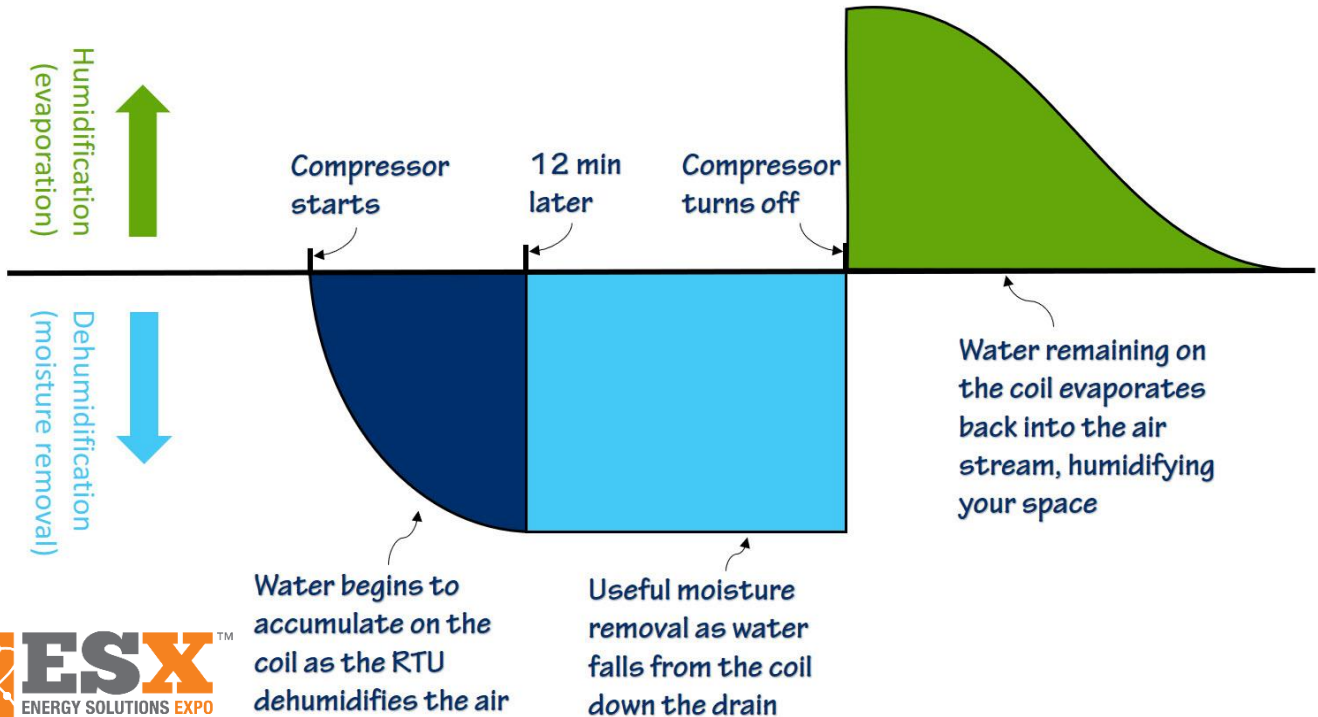 Humidification
(evaporation)
Compressor
starts
12 min
later
Compressor
turns off
Dehumidification
(moisture removal)
Water remaining on
the coil evaporates
back into the air
stream, humidifying
your space
Water begins to
accumulate on the
coil as the RTU
dehumidifies the air
Useful moisture
removal as water
falls from the coil
down the drain
ESX™
ENERGY SOLUTIONS EXPO